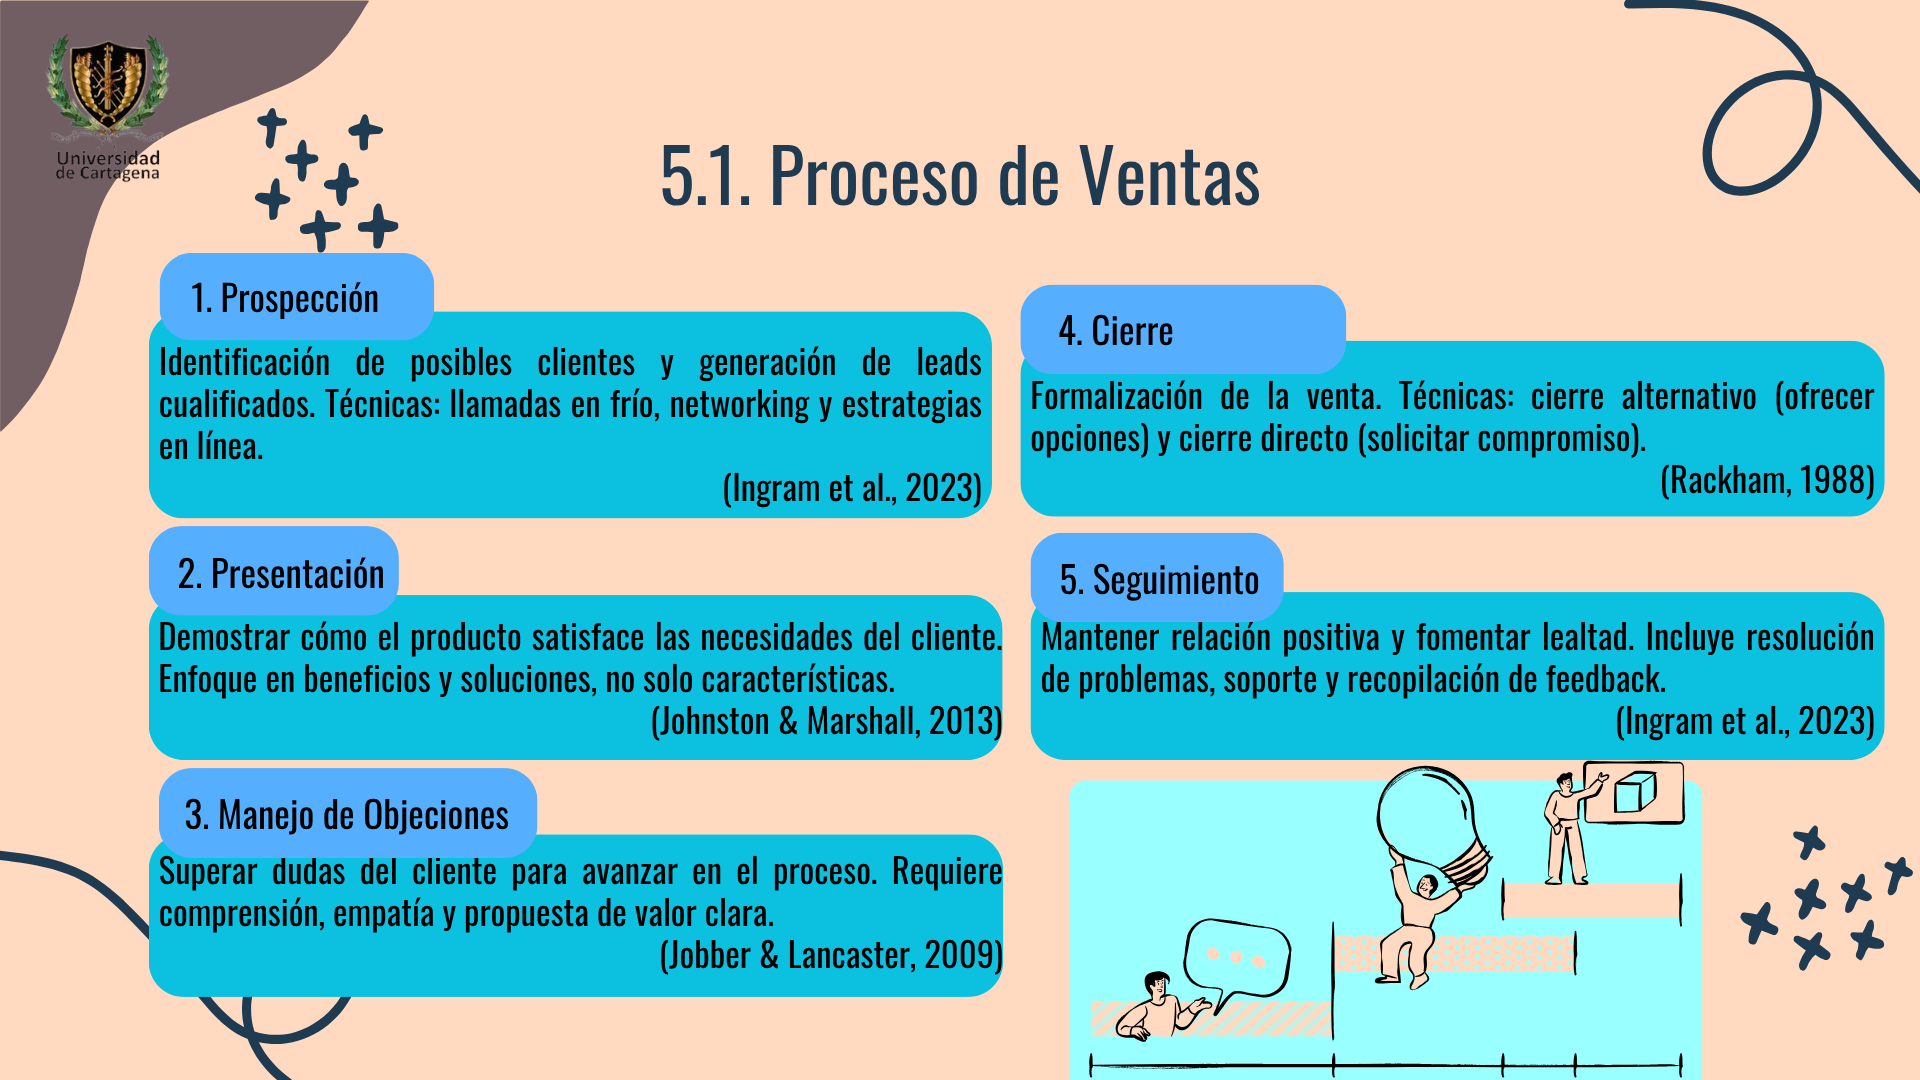 Universidad
de Cartagena
5.1. Proceso de Ventas
1. Prospección
Identificación de posibles clientes y generación de leads
cualificados. Técnicas: llamadas en frío, networking y estrategias
en línea.
(Ingram et al., 2023)
2. Presentación
Demostrar cómo el producto satisface las necesidades del cliente.
Enfoque en beneficios y soluciones, no solo características.
(Johnston & Marshall, 2013)
3. Manejo de Objeciones
Superar dudas del cliente para avanzar en el proceso. Requiere
comprensión, empatía y propuesta de valor clara.
(Jobber & Lancaster, 2009)
4. Cierre
Formalización de la venta. Técnicas: cierre alternativo (ofrecer
opciones) y cierre directo (solicitar compromiso).
(Rackham, 1988)
5. Seguimiento
Mantener relación positiva y fomentar lealtad. Incluye resolución
de problemas, soporte y recopilación de feedback.
(Ingram et al., 2023)